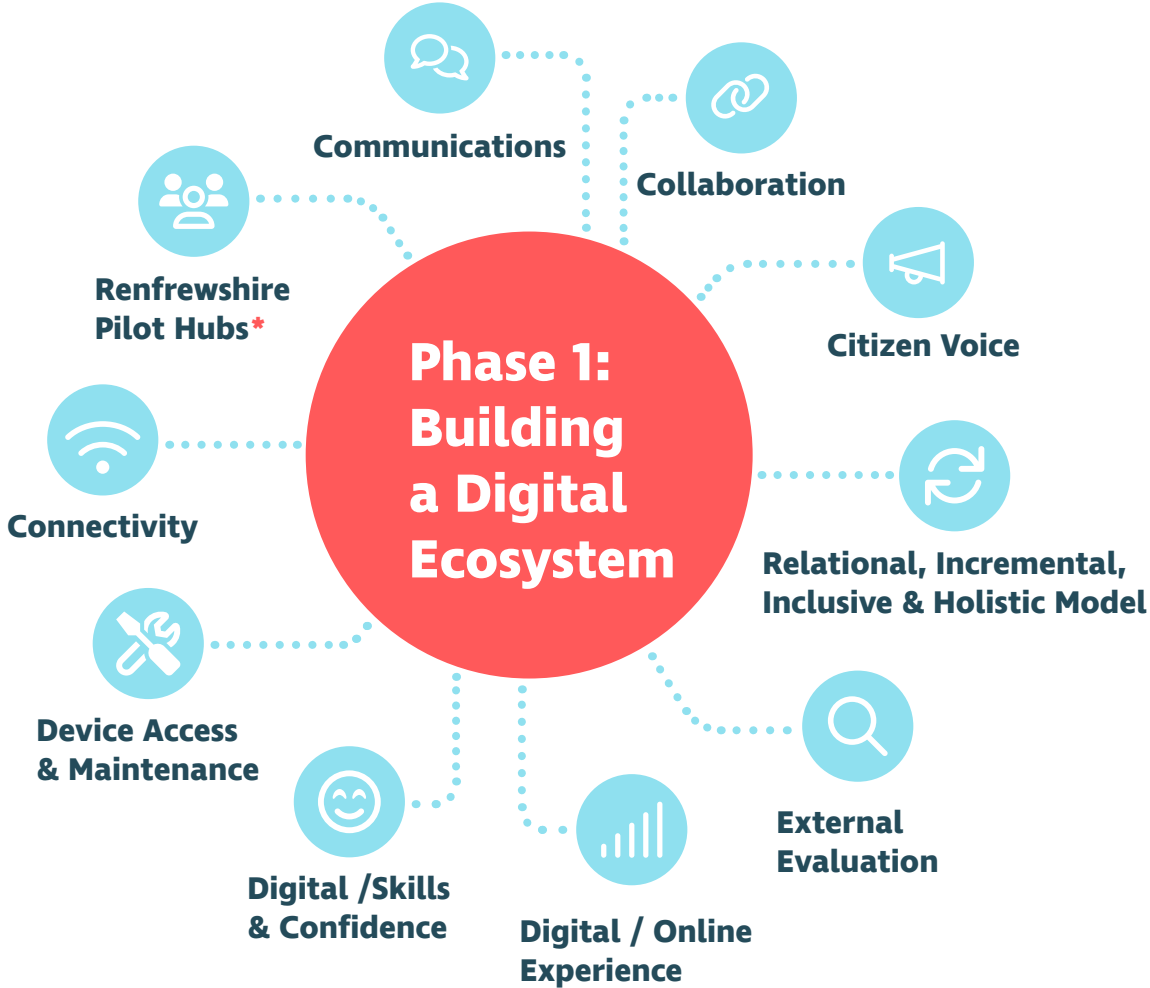 Communications
Collaboration
Renfrewshire
Pilot Hubs*
Citizen Voice
Phase 1:
Building
a Digital
Ecosystem
Connectivity
Relational, Incremental,
Inclusive & Holistic Model
Device Access
& Maintenance
External
Evaluation
Digital /Skills
& Confidence
Digital / Online
Experience